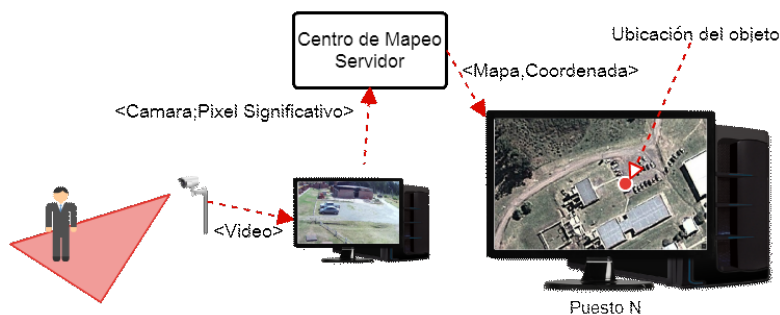 Centro de Mapeo
Servidor
Ubicación del objeto
<Mapa,Coordenada>
<Camara;Pixel Significativo>
<Video>
Puesto N